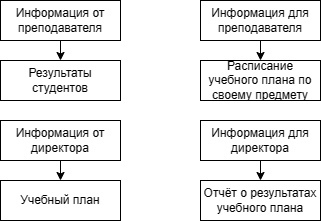 Информация от
преподавателя
Информация для
преподавателя
Результаты
студентов
Расписание
учебного плана по
своему предмету
Информация от
директора
Информация для
директора
Учебный план
Отчёт о результатах
учебного плана